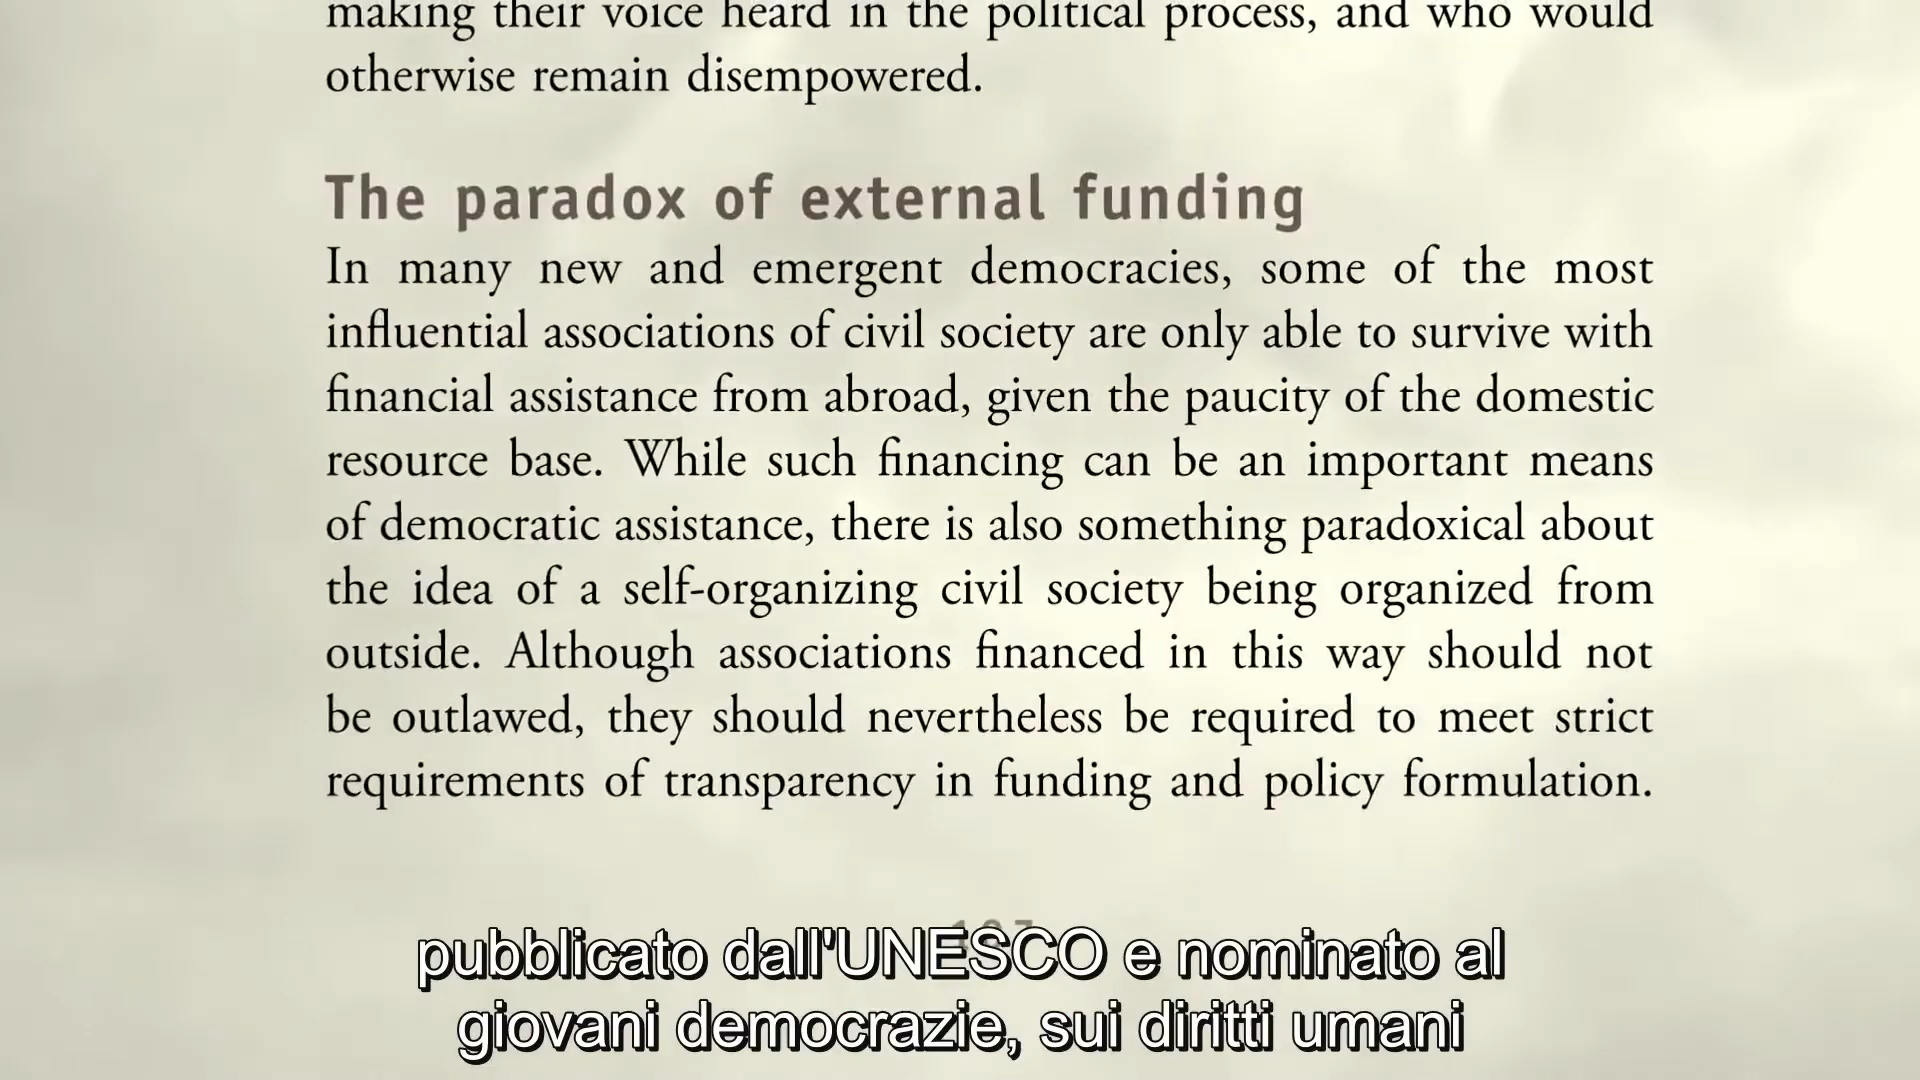 making their voice heard in the political process, and who would
otherwise remain disempowered.
The paradox of external funding
In many new and emergent democracies, some of the most
influential associations of civil society are only able to survive with
financial assistance from abroad, given the paucity of the domestic
resource base. While such financing can be an important means
of democratic assistance, there is also something paradoxical about
the idea of a self-organizing civil society being organized from
outside. Although associations financed in this way should not
be outlawed, they should nevertheless be required to meet strict
requirements of transparency in funding and policy formulation.
pubblicato dall'UNESCO e nominato al
giovani democrazie, sui diritti umani